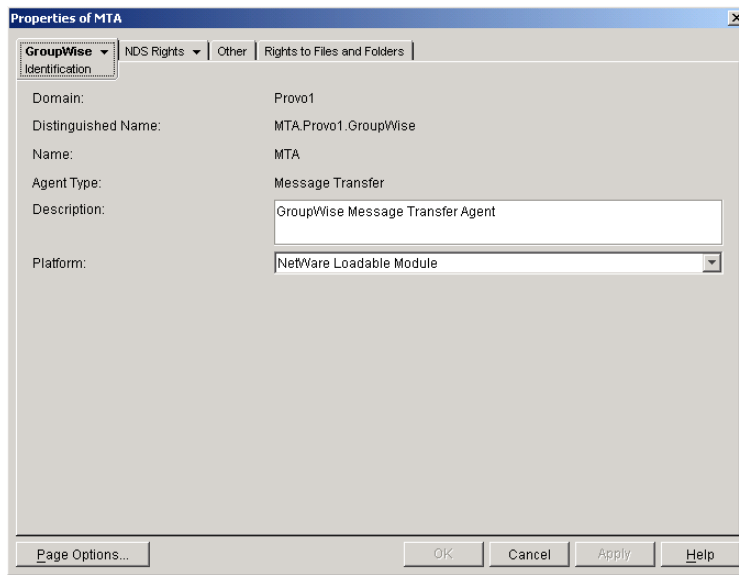 Properties of MTA
GroupWise
Identification
NDS Rights
Other
Rights to Files and Folders
Domain: Provo1
Distinguished Name: MTA.Provo1.GroupWise
Name: MTA
Agent Type: Message Transfer
Description: GroupWise Message Transfer Agent
Platform: NetWare Loadable Module
Page Options... OK Cancel Apply Help